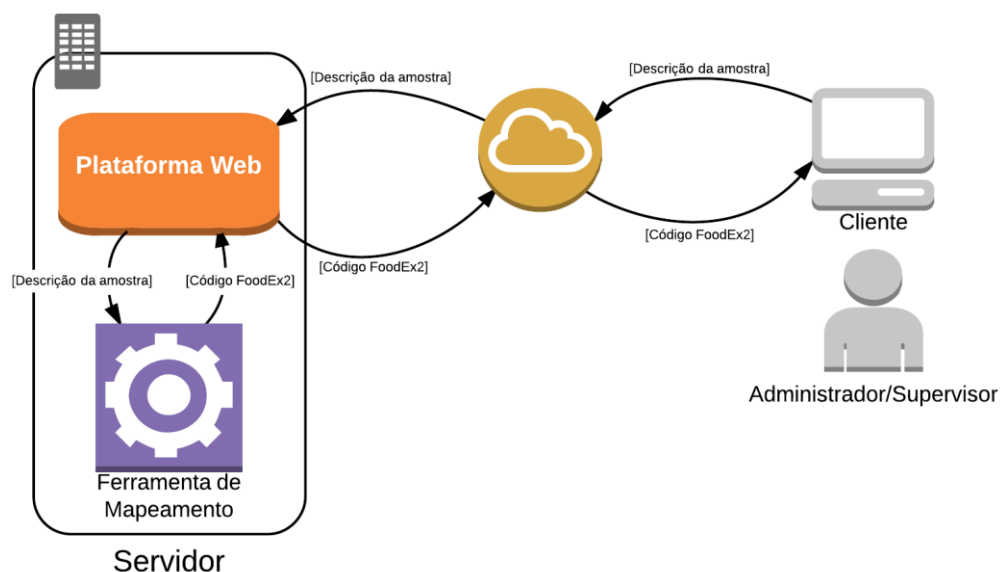 [Descrição da amostra]
[Descrição da amostra]
Plataforma Web
Cliente
[Código FoodEx2]
[Código FoodEx2]
[Descrição da amostra]
[Código FoodEx2]
Administrador/Supervisor
Ferramenta de
Mapeamento
Servidor